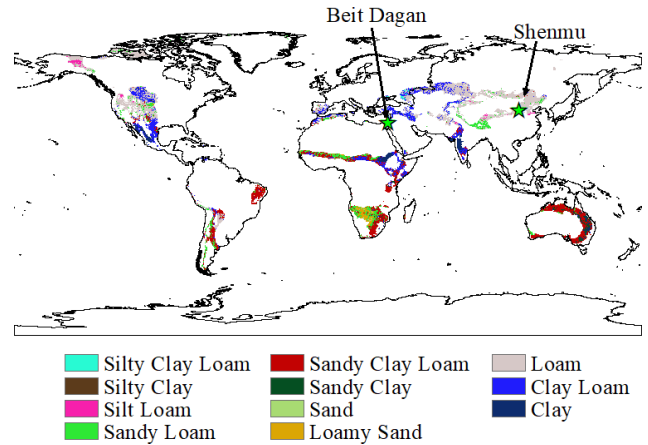 Beit Dagan
Shenmu
Silty Clay Loam
Sandy Clay Loam
Loam
Silty Clay
Sandy Clay
Clay Loam
Silt Loam
Sand
Clay
Sandy Loam
Loamy Sand